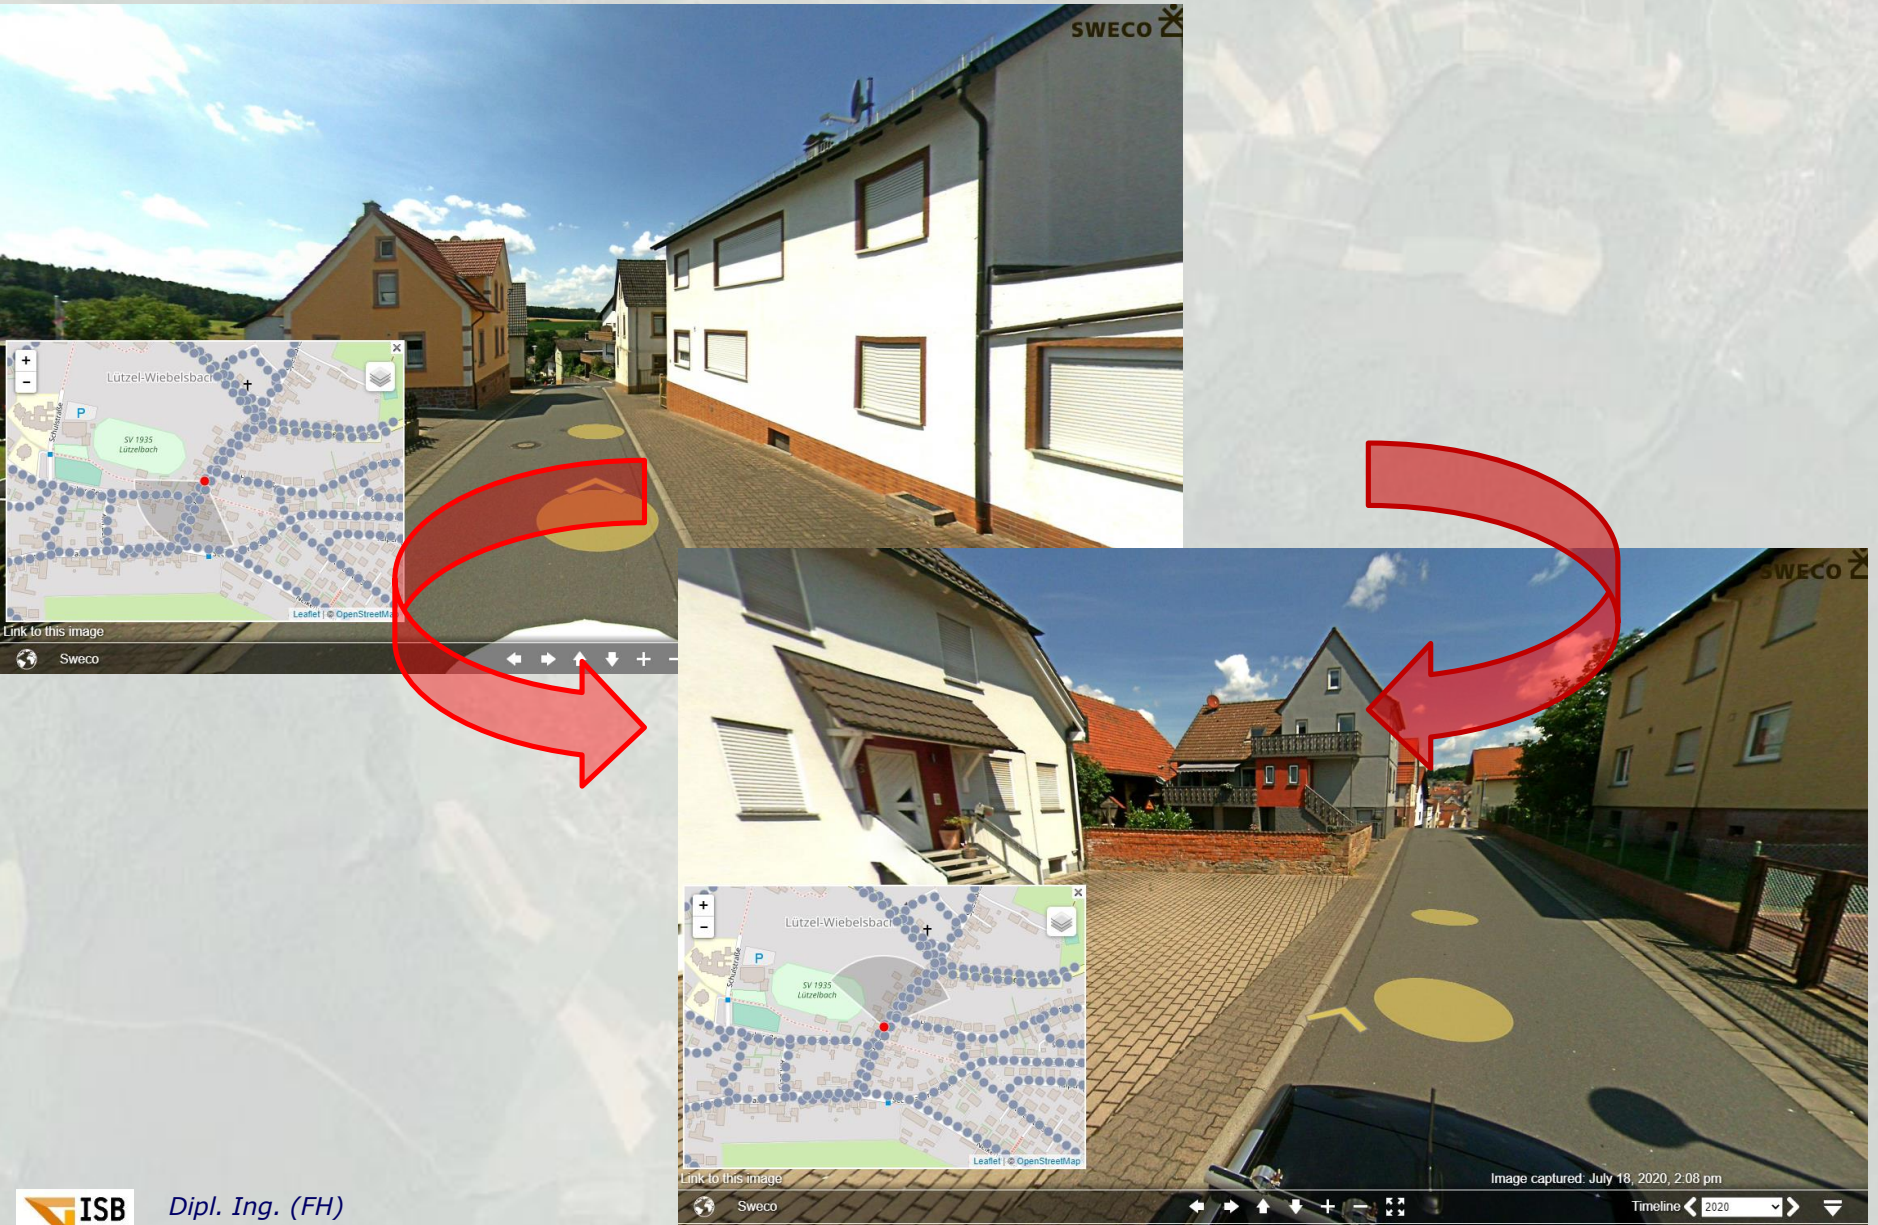 SWECO
+
−
Lützel-Wiebelsbach
P
Schulstraße
SV 1935
Lützelbach
Leaflet | © OpenStreetMap
Link to this image
Sweco
SWECO
+
−
Lützel-Wiebelsbach
P
Schulstraße
SV 1935
Lützelbach
Leaflet | © OpenStreetMap
Link to this image
Image captured: July 18, 2020, 2:08 pm
Sweco
Timeline 2020
ISB
Dipl. Ing. (FH)